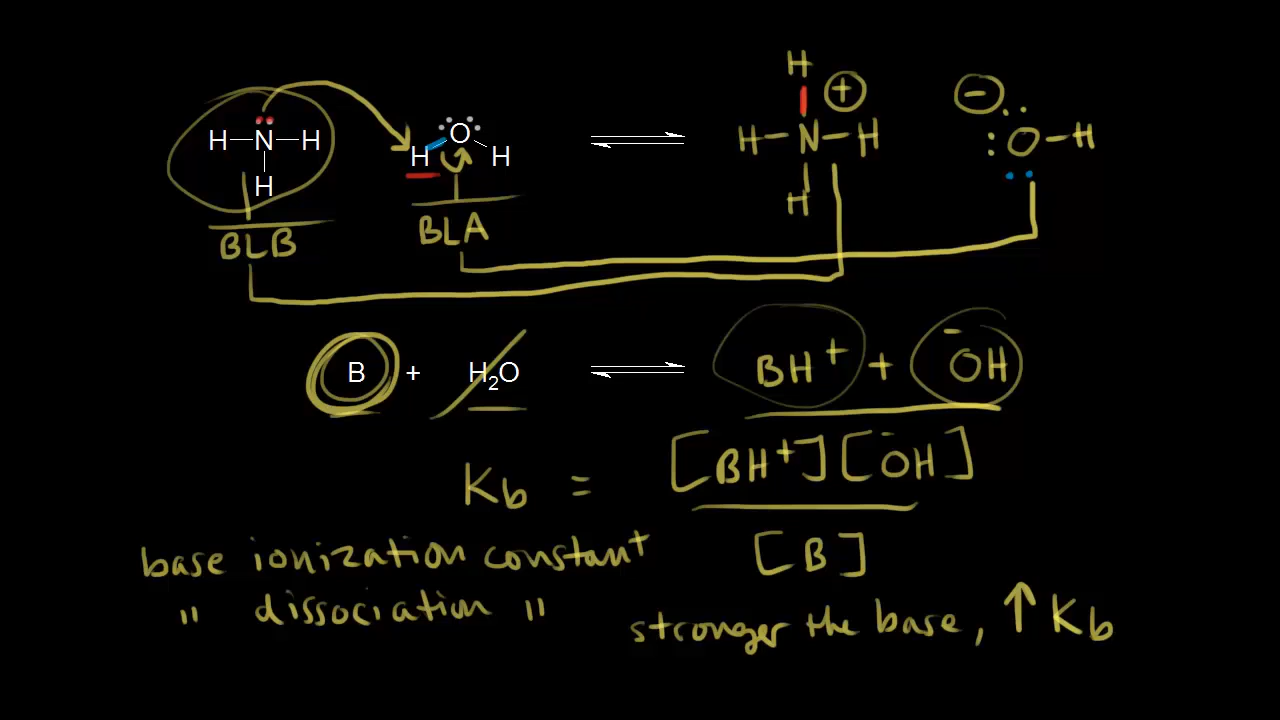 H
H—N—H H—O—H ⇌ H—N—H ⊕ ⊖ O—H
H H
BLB BLA
B + H₂O ⇌ BH⁺ + ⁻OH
Kb = [BH⁺][⁻OH]
[B]
base ionization constant
" dissociation "
stronger the base, ↑ Kb